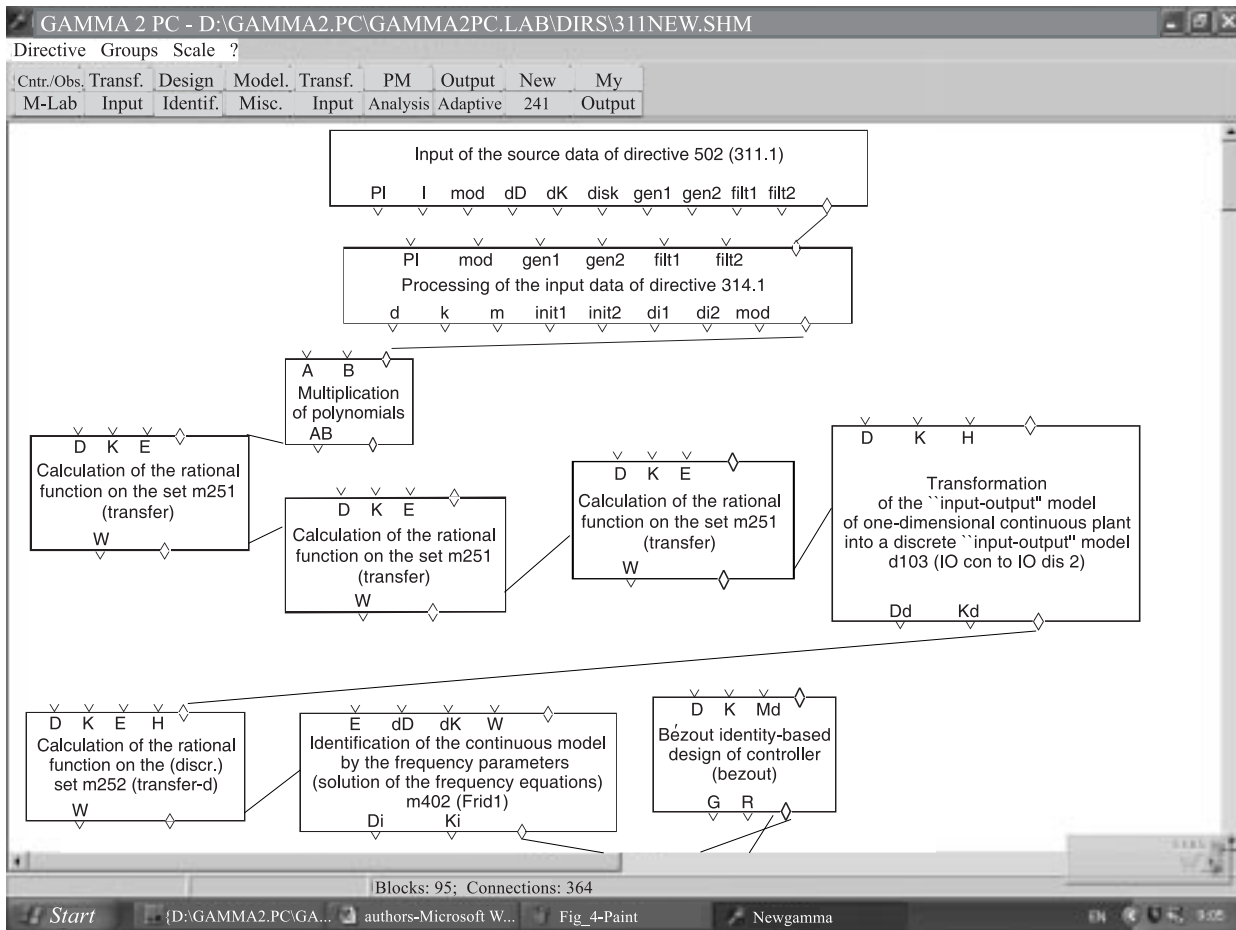 GAMMA 2 PC - D:\GAMMA2.PC\GAMMA2PC.LAB\DIRS\311NEW.SHM
Directive Groups Scale ?
Cntr./Obs. Transf. Design Model. Transf. PM Output New My
M-Lab Input Identif. Misc. Input Analysis Adaptive 241 Output
Input of the source data of directive 502 (311.1)
PI I mod dD dK disk gen1 gen2 filt1 filt2
PI mod gen1 gen2 filt1 filt2
Processing of the input data of directive 314.1
d k m init1 init2 di1 di2 mod
A B
Multiplication
of polynomials
AB
D K E
Calculation of the rational
function on the set m251
(transfer)
W
D K E
Calculation of the rational
function on the set m251
(transfer)
W
D K E
Calculation of the rational
function on the set m251
(transfer)
W
D K H
Transformation
of the ``input-output" model
of one-dimensional continuous plant
into a discrete ``input-output" model
d103 (IO con to IO dis 2)
Dd Kd
D K E H
Calculation of the rational
function on the (discr.)
set m252 (transfer-d)
W
E dD dK W
Identification of the continuous model
by the frequency parameters
(solution of the frequency equations)
m402 (Frid1)
Di Ki
D K Md
Bézout identity-based
design of controller
(bezout)
G R
Blocks: 95; Connections: 364
Start {D:\GAMMA2.PC\GA... authors-Microsoft W... Fig_4-Paint Newgamma EN 9:05